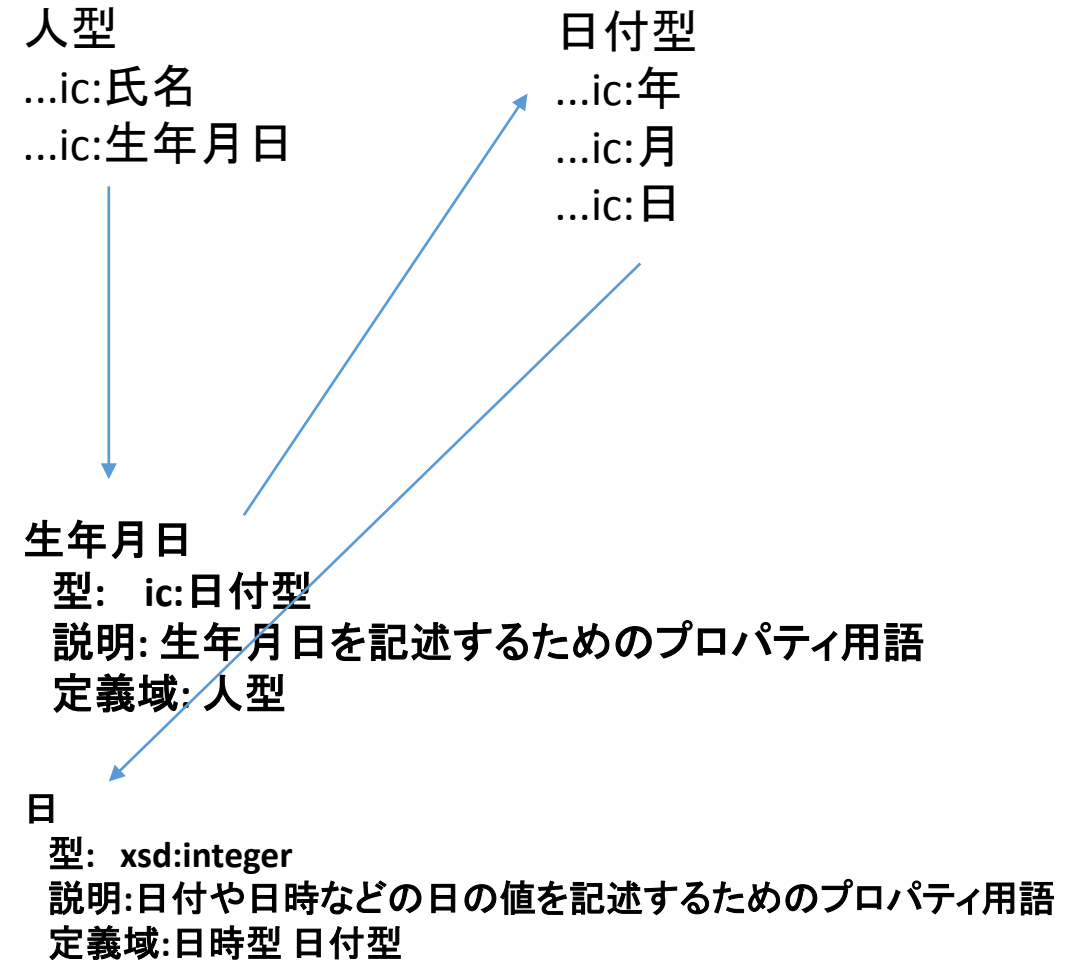 人型
...ic:氏名
...ic:生年月日
日付型
...ic:年
...ic:月
...ic:日
生年月日
型: ic:日付型
説明: 生年月日を記述するためのプロパティ用語
定義域: 人型
日
型: xsd:integer
説明:日付や日時などの日の値を記述するためのプロパティ用語
定義域:日時型 日付型